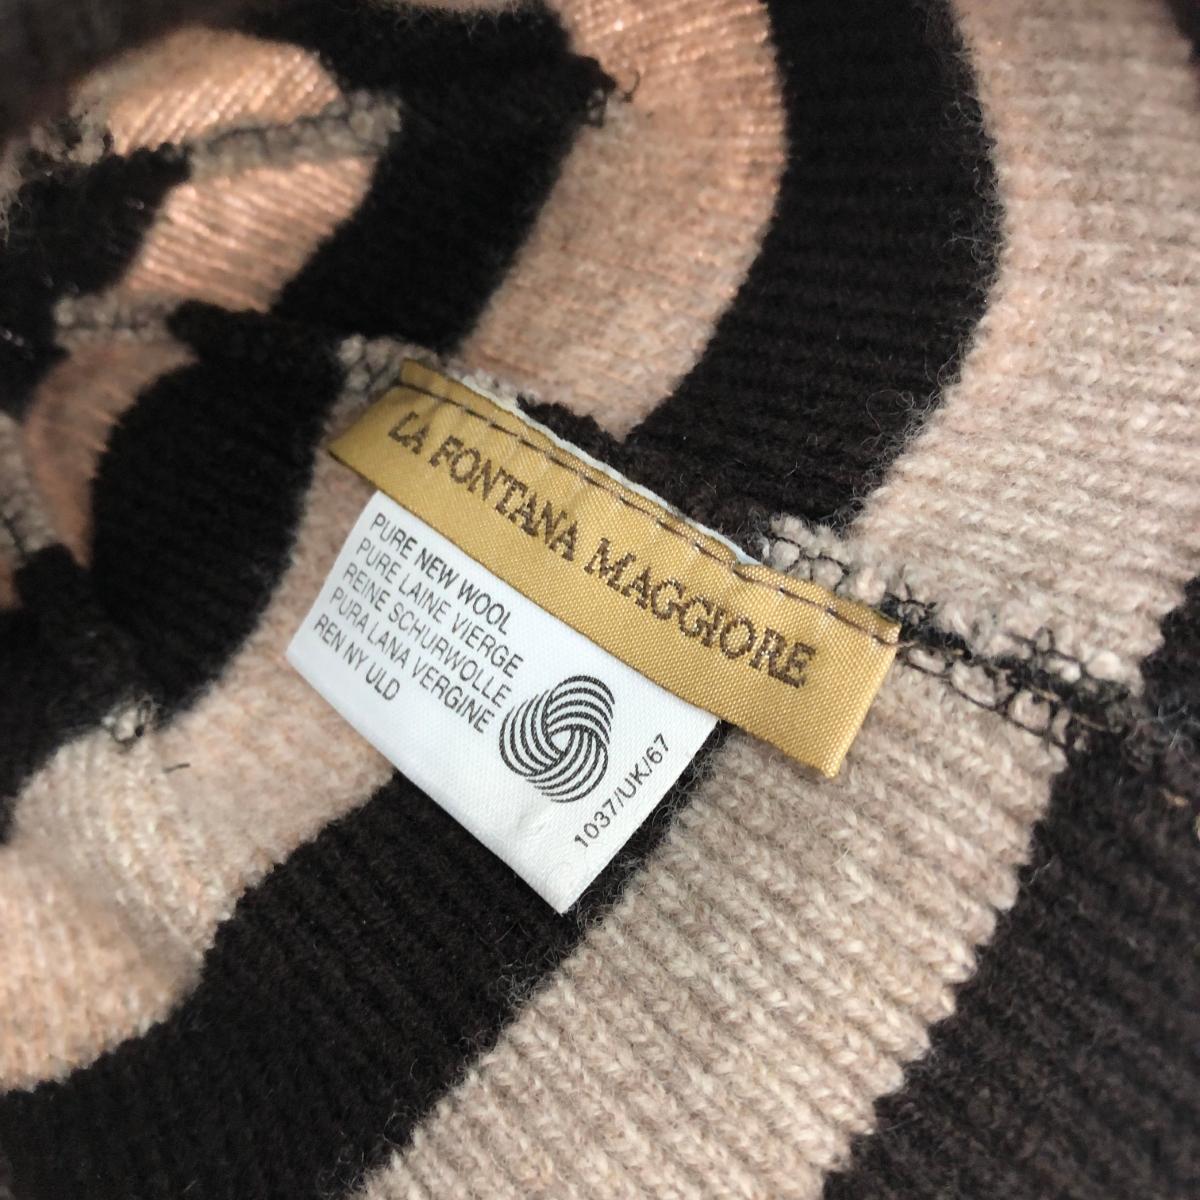 LA FONTANA MAGGIORE
PURE NEW WOOL
PURE LAINE VIERGE
REINE SCHURWOLLE
PURA LANA VERGINE
REN NY ULD
1037/UK/67